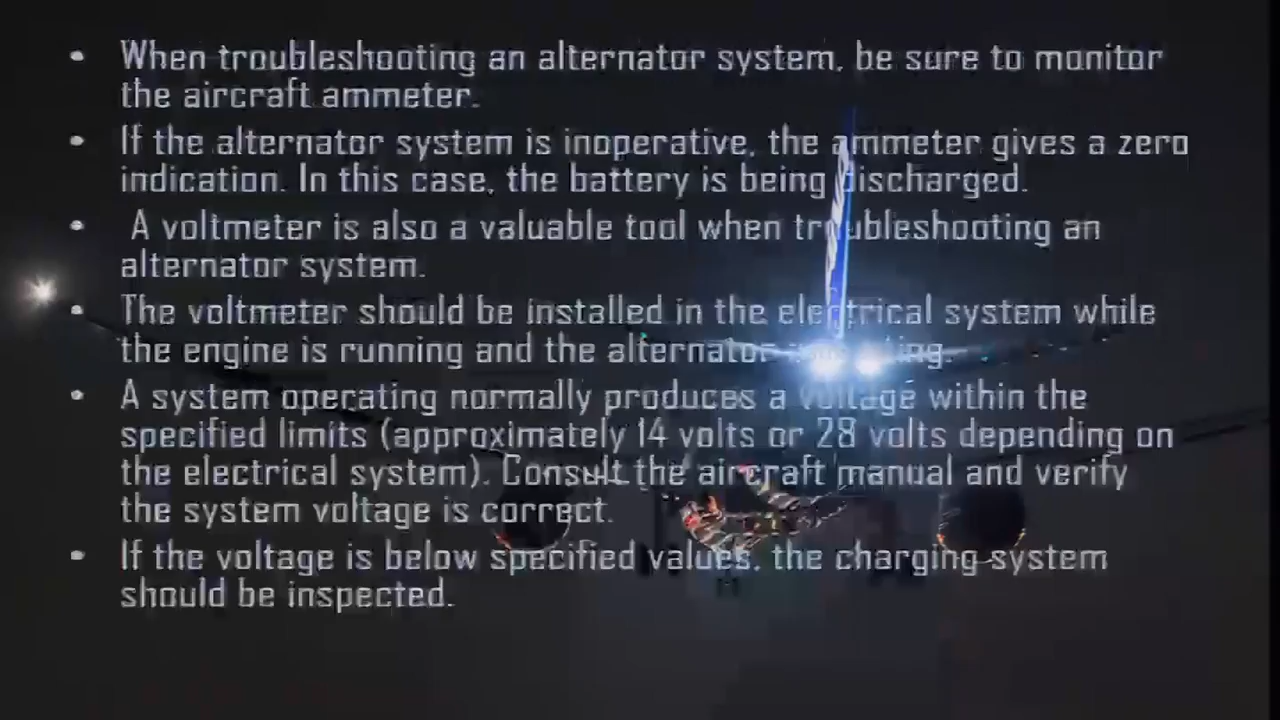 • When troubleshooting an alternator system, be sure to monitor
the aircraft ammeter.
• If the alternator system is inoperative, the ammeter gives a zero
indication. In this case, the battery is being discharged.
• A voltmeter is also a valuable tool when troubleshooting an
alternator system.
• The voltmeter should be installed in the electrical system while
the engine is running and the alternator
• A system operating normally produces a voltage within the
specified limits (approximately 14 volts or 28 volts depending on
the electrical system). Consult the aircraft manual and verify
the system voltage is correct.
• If the voltage is below specified values, the charging system
should be inspected.